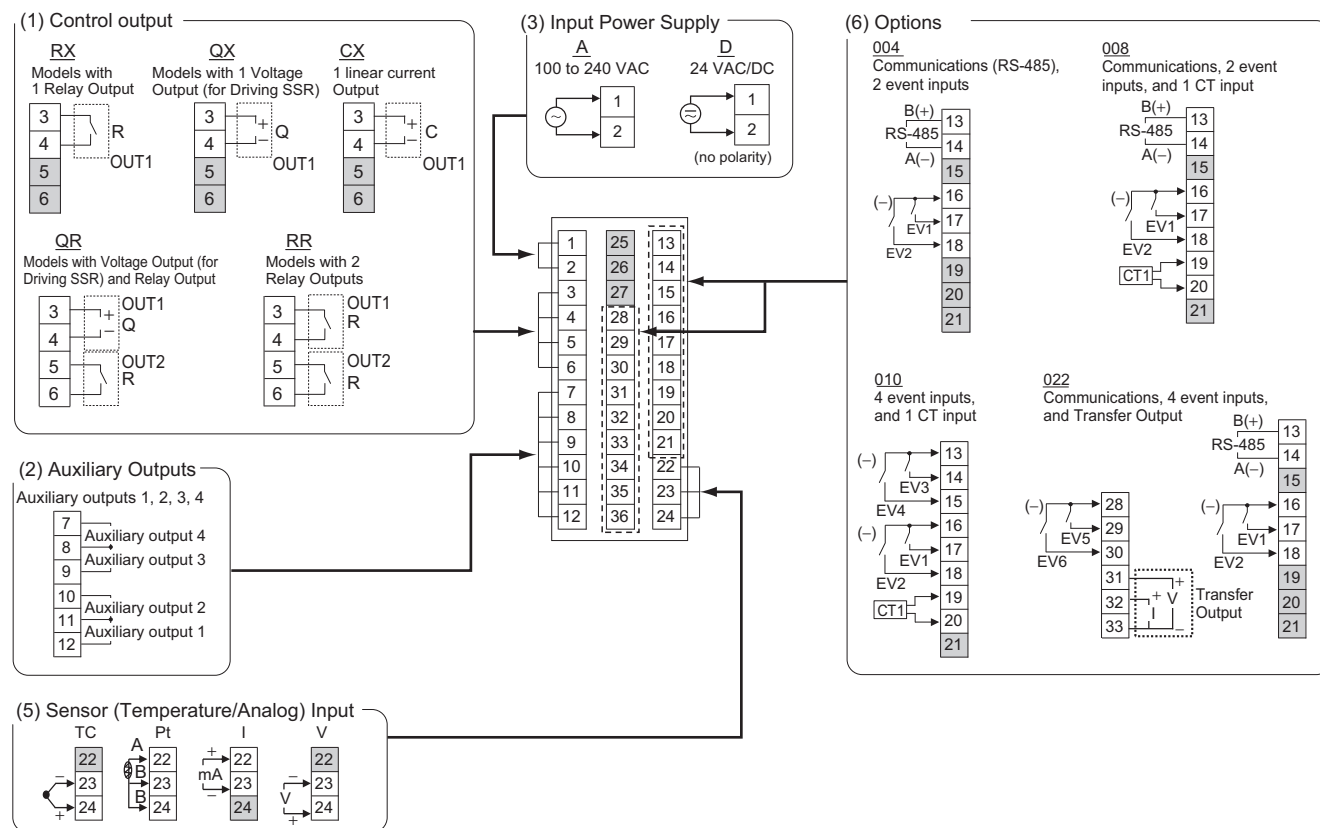 (1) Control output
RX
Models with
1 Relay Output
3
4
5
6
R
OUT1
QX
Models with 1 Voltage
Output (for Driving SSR)
3
4
5
6
+
−
Q
OUT1
CX
1 linear current
Output
3
4
5
6
+
−
C
OUT1
QR
Models with Voltage Output (for
Driving SSR) and Relay Output
3
4
5
6
OUT1
+
−
Q
OUT2
R
RR
Models with 2
Relay Outputs
3
4
5
6
OUT1
R
OUT2
R
(2) Auxiliary Outputs
Auxiliary outputs 1, 2, 3, 4
7
8
9
10
11
12
Auxiliary output 4
Auxiliary output 3
Auxiliary output 2
Auxiliary output 1
(3) Input Power Supply
A
100 to 240 VAC
1
2
D
24 VAC/DC
1
2
(no polarity)
1 25 13
2 26 14
3 27 15
4 28 16
5 29 17
6 30 18
7 31 19
8 32 20
9 33 21
10 34 22
11 35 23
12 36 24
(5) Sensor (Temperature/Analog) Input
TC
−
+
22
23
24
Pt
A
B
B
22
23
24
I
+
mA
−
22
23
24
V
−
V
+
22
23
24
(6) Options
004
Communications (RS-485),
2 event inputs
B(+)
RS-485
A(−)
(−)
EV1
EV2
13
14
15
16
17
18
19
20
21
008
Communications, 2 event
inputs, and 1 CT input
B(+)
RS-485
A(−)
(−)
EV1
EV2
CT1
13
14
15
16
17
18
19
20
21
010
4 event inputs,
and 1 CT input
(−)
EV3
EV4
(−)
EV1
EV2
CT1
13
14
15
16
17
18
19
20
21
022
Communications, 4 event inputs,
and Transfer Output
(−)
EV5
EV6
28
29
30
31
32
33
+
+
V
I
−
Transfer
Output
B(+)
RS-485
A(−)
(−)
EV1
EV2
13
14
15
16
17
18
19
20
21